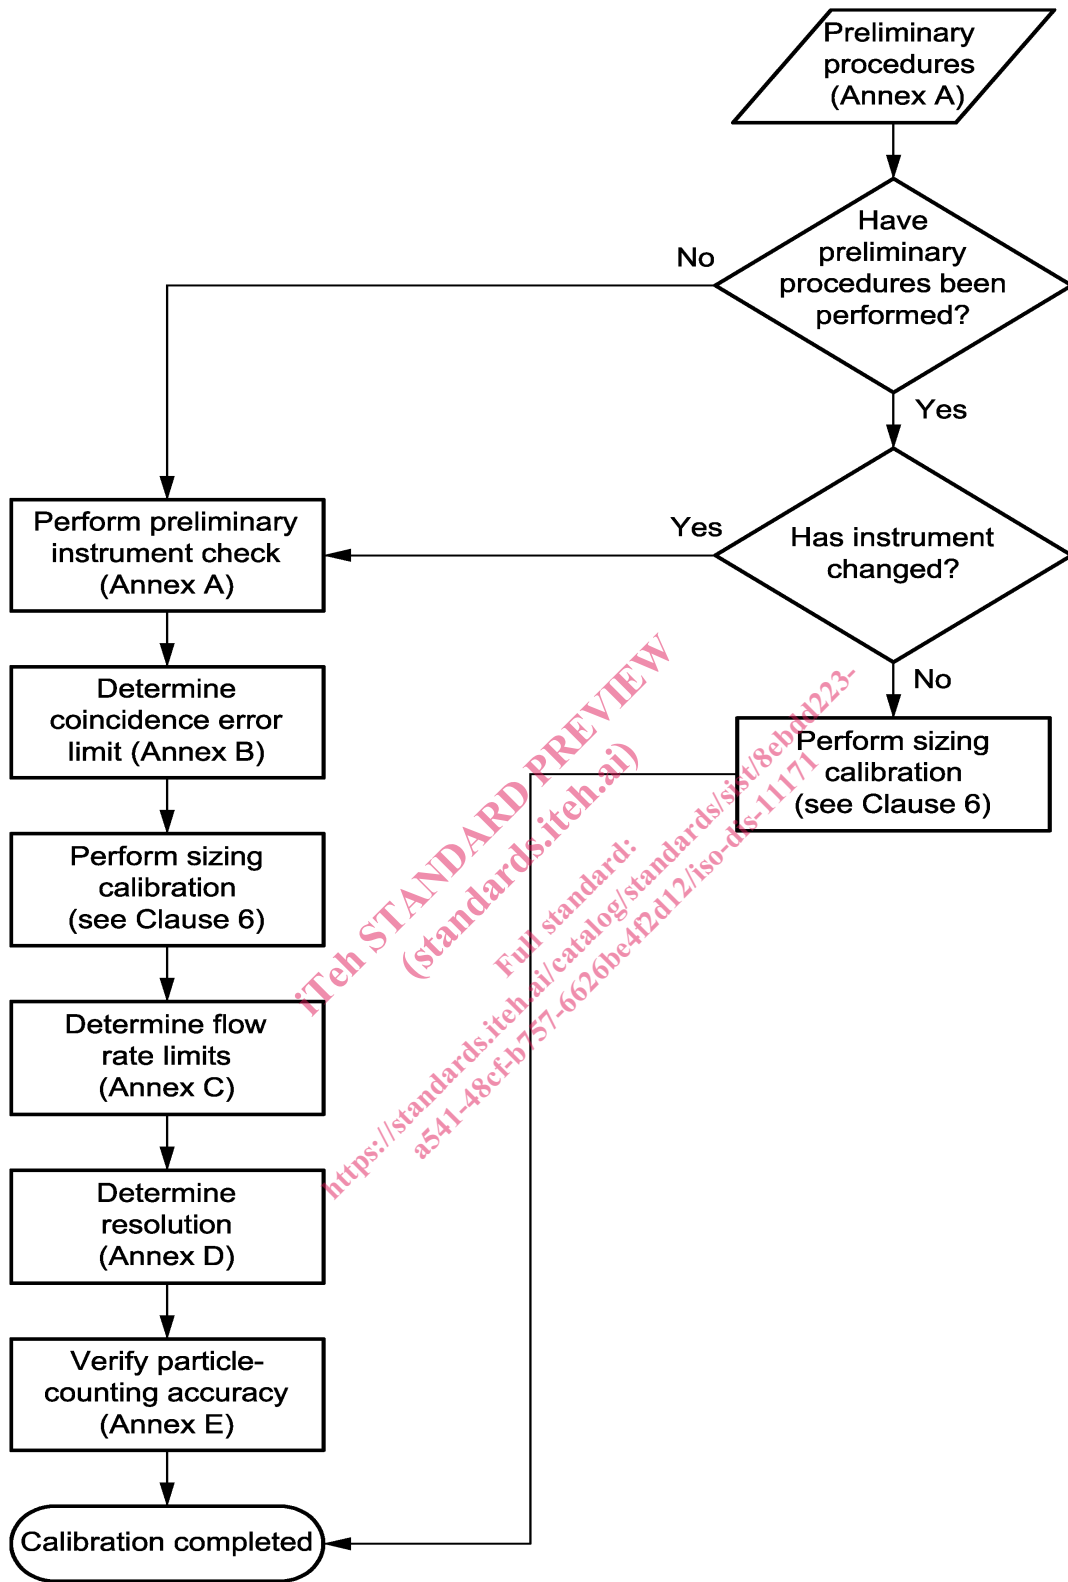 Preliminary
procedures
(Annex A)
Have
preliminary
procedures been
performed?
No
Yes
Has instrument
changed?
Yes
No
Perform sizing
calibration
(see Clause 6)
Perform preliminary
instrument check
(Annex A)
Determine
coincidence error
limit (Annex B)
Perform sizing
calibration
(see Clause 6)
Determine flow
rate limits
(Annex C)
Determine
resolution
(Annex D)
Verify particle-
counting accuracy
(Annex E)
Calibration completed
iTeh STANDARD PREVIEW
(standards.iteh.ai)
Full standard:
https://standards.iteh.ai/catalog/standards/sist/8ebdd223-
a541-48cf-b757-6626be4f2d12/iso-dis-11171